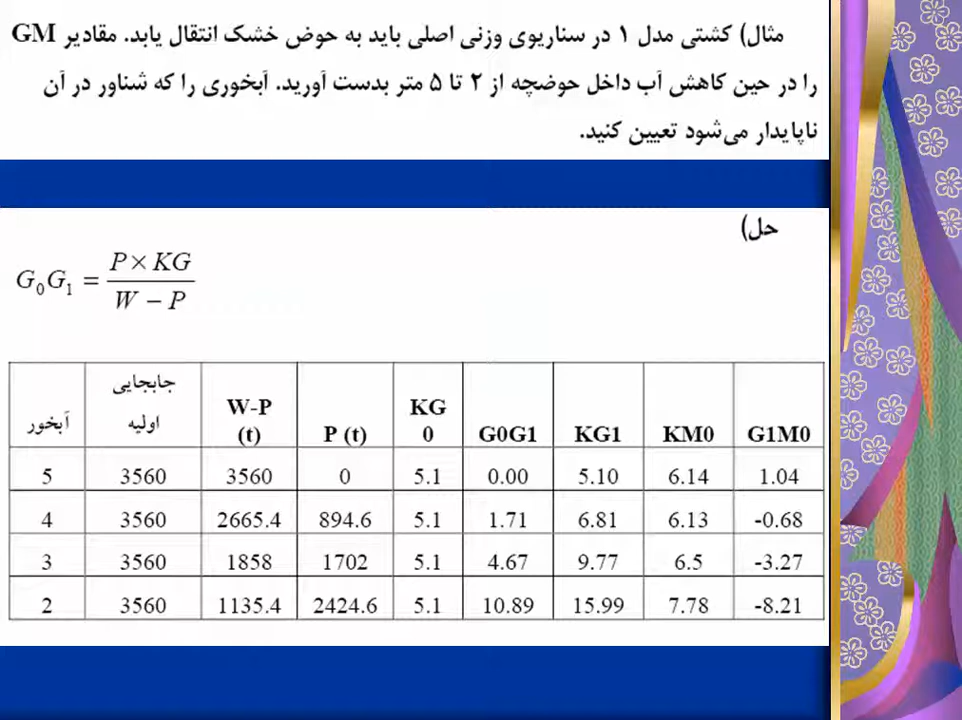 مثال) کشتی مدل ۱ در سناریوی وزنی اصلی باید به حوض خشک انتقال یابد. مقادیر GM
را در حین کاهش آب داخل حوضچه از ۲ تا ۵ متر بدست آورید. آبخوری را که شناور در آن
ناپایدار می‌شود تعیین کنید.
حل)
G₀G₁ = (P × KG) / (W − P)
آبخور | جابجایی اولیه | W-P (t) | P (t) | KG 0 | G0G1 | KG1 | KM0 | G1M0
5 | 3560 | 3560 | 0 | 5.1 | 0.00 | 5.10 | 6.14 | 1.04
4 | 3560 | 2665.4 | 894.6 | 5.1 | 1.71 | 6.81 | 6.13 | -0.68
3 | 3560 | 1858 | 1702 | 5.1 | 4.67 | 9.77 | 6.5 | -3.27
2 | 3560 | 1135.4 | 2424.6 | 5.1 | 10.89 | 15.99 | 7.78 | -8.21